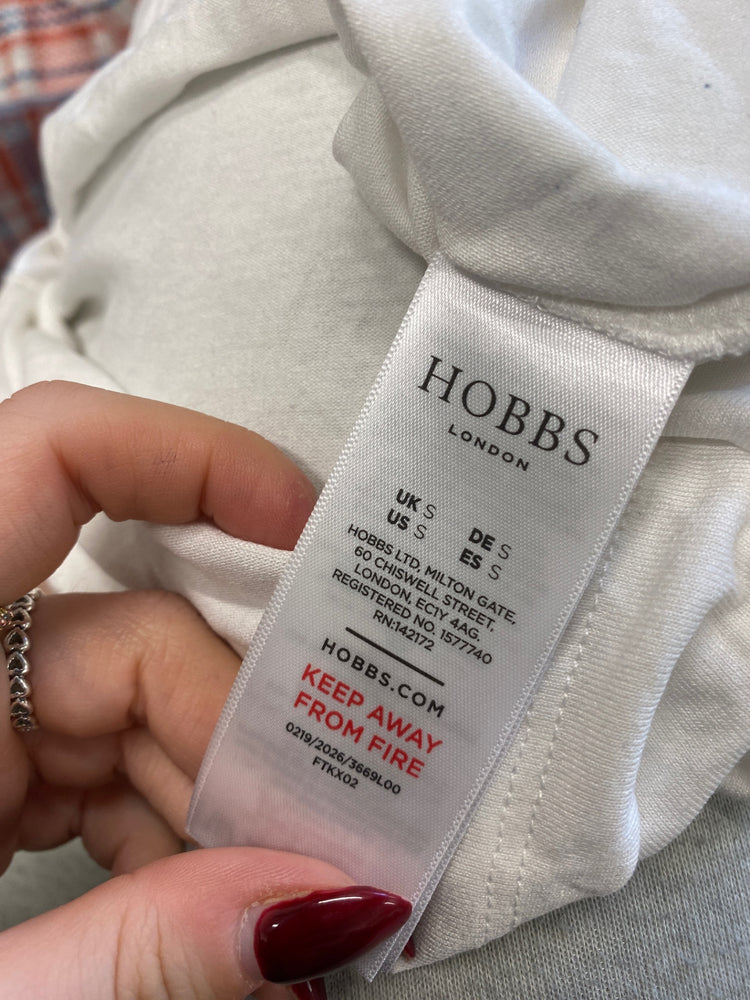 HOBBS
LONDON
UK S DE S
US S ES S
HOBBS LTD, MILTON GATE,
60 CHISWELL STREET,
LONDON, EC1Y 4AG.
REGISTERED NO. 1577740
RN:142172
HOBBS.COM
KEEP AWAY
FROM FIRE
0219/2026/3669L00
FTKX02